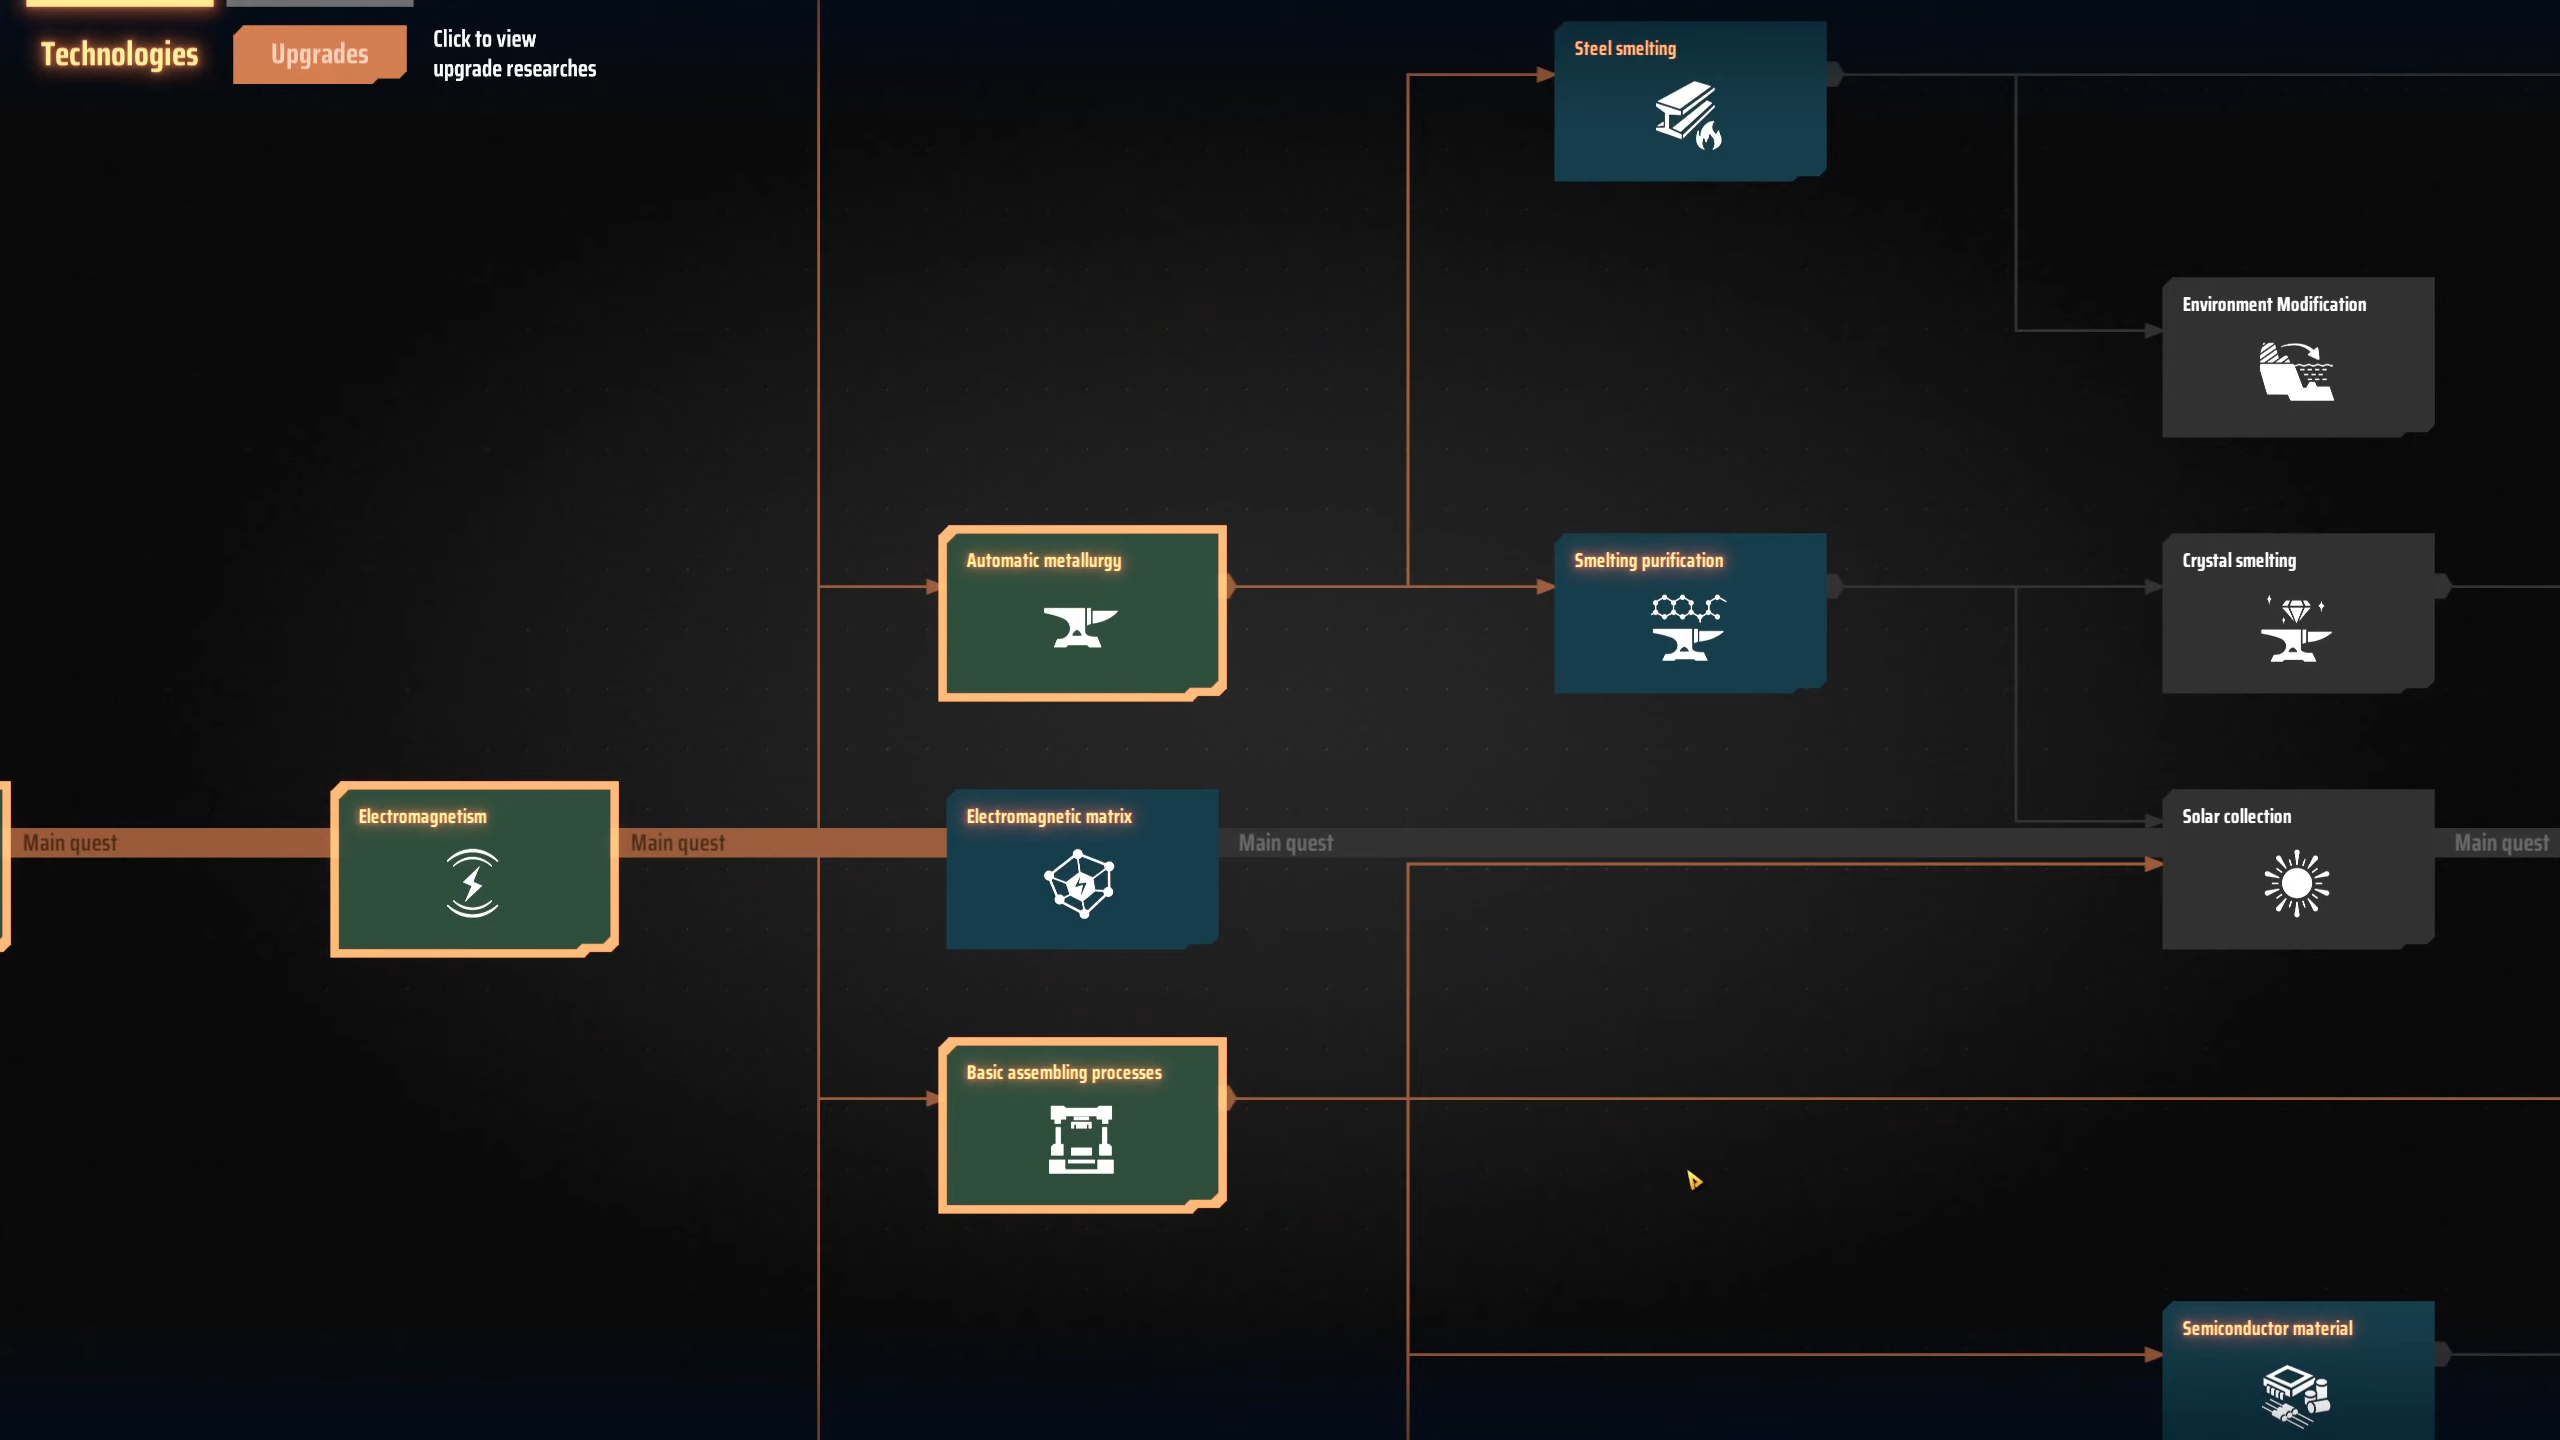 Technologies
Upgrades
Click to view
upgrade researches
Steel smelting
Environment Modification
Automatic metallurgy
Smelting purification
Crystal smelting
Main quest
Electromagnetism
Main quest
Electromagnetic matrix
Main quest
Solar collection
Main quest
Basic assembling processes
Semiconductor material